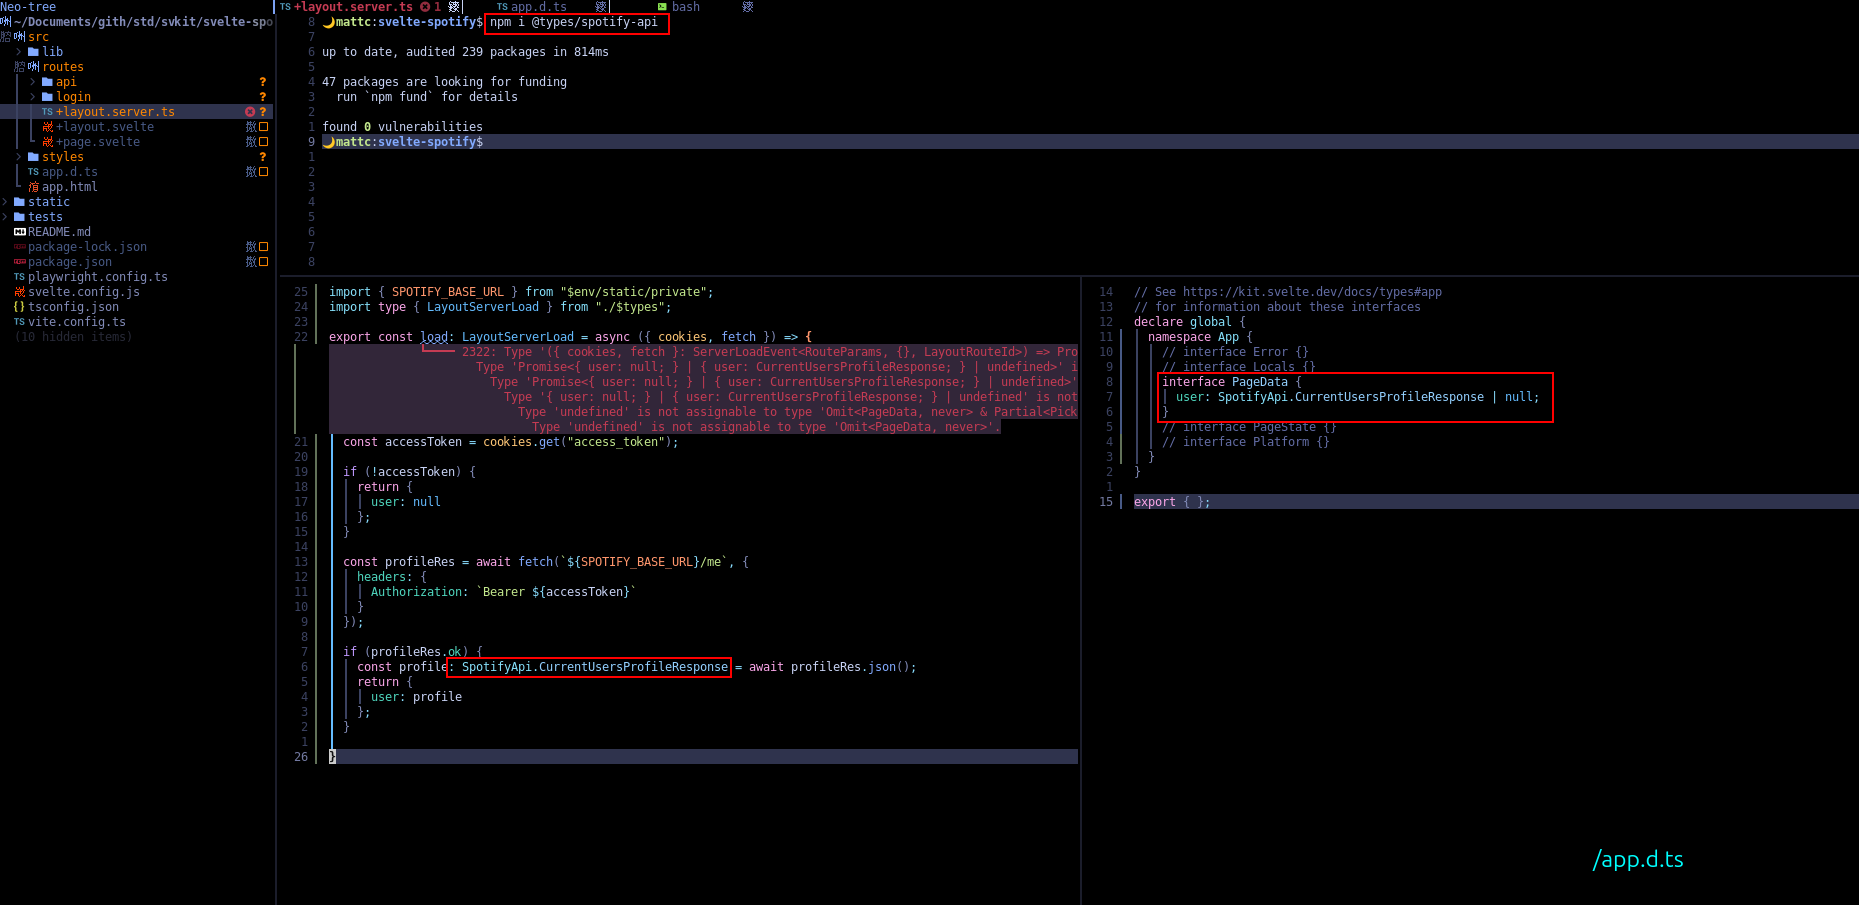 Neo-tree
~/Documents/gith/std/svkit/svelte-spo
src
lib
routes
api ?
login ?
TS +layout.server.ts ?
+layout.svelte
+page.svelte
styles ?
TS app.d.ts
app.html
static
tests
README.md
package-lock.json
package.json
TS playwright.config.ts
svelte.config.js
{} tsconfig.json
TS vite.config.ts
(10 hidden items)
TS +layout.server.ts 1 TS app.d.ts bash
8 mattc:svelte-spotify$ npm i @types/spotify-api
7
6 up to date, audited 239 packages in 814ms
5
4 47 packages are looking for funding
3 run `npm fund` for details
2
1 found 0 vulnerabilities
9 mattc:svelte-spotify$
1
2
3
4
5
6
7
8
25 import { SPOTIFY_BASE_URL } from "$env/static/private";
24 import type { LayoutServerLoad } from "./$types";
23
22 export const load: LayoutServerLoad = async ({ cookies, fetch }) => {
2322: Type '({ cookies, fetch }: ServerLoadEvent<RouteParams, {}, LayoutRouteId>) => Pro
Type 'Promise<{ user: null; } | { user: CurrentUsersProfileResponse; } | undefined>' i
Type 'Promise<{ user: null; } | { user: CurrentUsersProfileResponse; } | undefined>'
Type '{ user: null; } | { user: CurrentUsersProfileResponse; } | undefined' is not
Type 'undefined' is not assignable to type 'Omit<PageData, never> & Partial<Pick
Type 'undefined' is not assignable to type 'Omit<PageData, never>'.
21 const accessToken = cookies.get("access_token");
20
19 if (!accessToken) {
18 return {
17 user: null
16 };
15 }
14
13 const profileRes = await fetch(`${SPOTIFY_BASE_URL}/me`, {
12 headers: {
11 Authorization: `Bearer ${accessToken}`
10 }
9 });
8
7 if (profileRes.ok) {
6 const profile: SpotifyApi.CurrentUsersProfileResponse = await profileRes.json();
5 return {
4 user: profile
3 };
2 }
1
26 }
14 // See https://kit.svelte.dev/docs/types#app
13 // for information about these interfaces
12 declare global {
11 namespace App {
10 // interface Error {}
9 // interface Locals {}
8 interface PageData {
7 user: SpotifyApi.CurrentUsersProfileResponse | null;
6 }
5 // interface PageState {}
4 // interface Platform {}
3 }
2 }
1
15 export { };
/app.d.ts